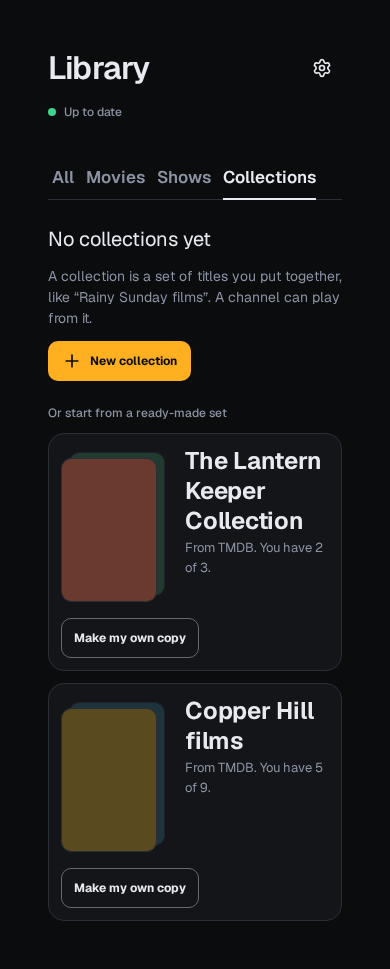 Library
Up to date
All Movies Shows Collections
No collections yet
A collection is a set of titles you put together,
like “Rainy Sunday films”. A channel can play
from it.
New collection
Or start from a ready-made set
The Lantern
Keeper
Collection
From TMDB. You have 2
of 3.
Make my own copy
Copper Hill
films
From TMDB. You have 5
of 9.
Make my own copy